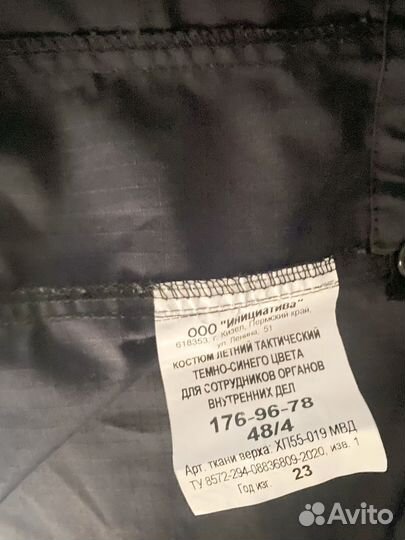 ООО "Инициатива"
618353, г. Кизел, Пермский край,
ул. Ленина, 51
КОСТЮМ ЛЕТНИЙ ТАКТИЧЕСКИЙ
ТЕМНО-СИНЕГО ЦВЕТА
ДЛЯ СОТРУДНИКОВ ОРГАНОВ
ВНУТРЕННИХ ДЕЛ
176-96-78
48/4
Арт. ткани верха: ХП55-019 МВД
ТУ 8572-294-08836809-2020, изв. 1
Год изг. 23
Avito